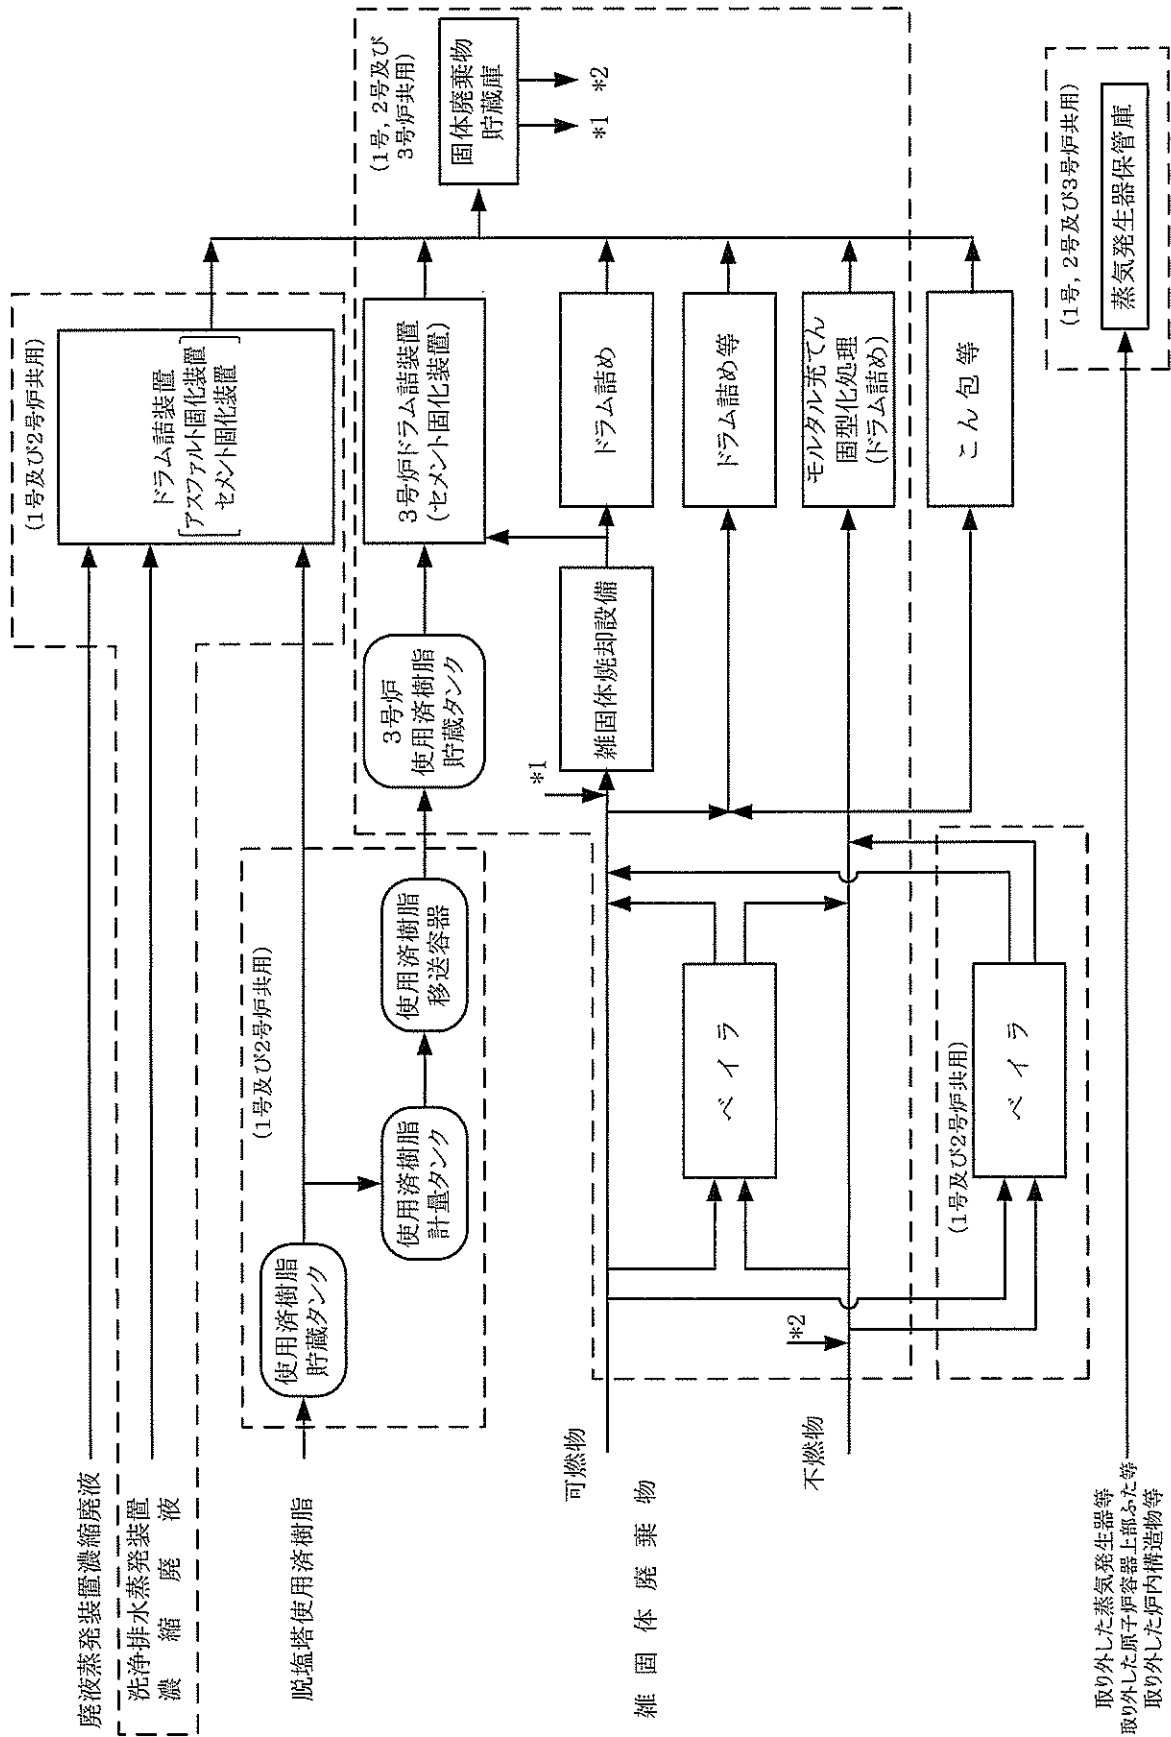 廃液蒸発装置濃縮廃液
洗浄排水蒸発装置
濃縮廃液
(1号及び2号炉共用)
ドラム詰装置
アスファルト固化装置
セメント固化装置
脱塩塔使用済樹脂
(1号及び2号炉共用)
使用済樹脂
貯蔵タンク
使用済樹脂
計量タンク
使用済樹脂
移送容器
3号炉
使用済樹脂
貯蔵タンク
3号炉ドラム詰装置
(セメント固化装置)
(1号,2号及び
3号炉共用)
固体廃棄物
貯蔵庫
*1
*2
雑固体廃棄物
可燃物
*1
雑固体焼却設備
ドラム詰め
ベイラ
ドラム詰め等
不燃物
*2
モルタル充てん
固型化処理
(ドラム詰め)
(1号及び2号炉共用)
ベイラ
こん包等
取り外した蒸気発生器等
取り外した原子炉容器上部ふた等
取り外した炉内構造物等
(1号,2号及び3号炉共用)
蒸気発生器保管庫